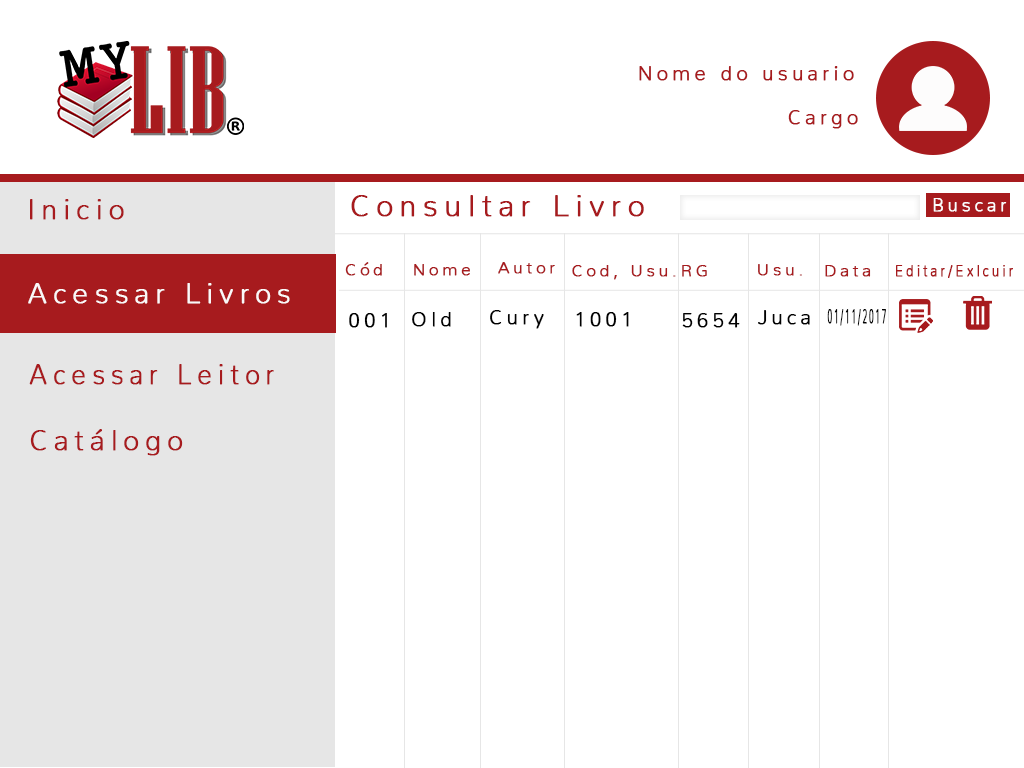 MY LIB®
Nome do usuario
Cargo
Inicio
Acessar Livros
Acessar Leitor
Catálogo
Consultar Livro
Buscar
Cód Nome Autor Cod, Usu. RG Usu. Data Editar/Exlcuir
001 Old Cury 1001 5654 Juca 01/11/2017